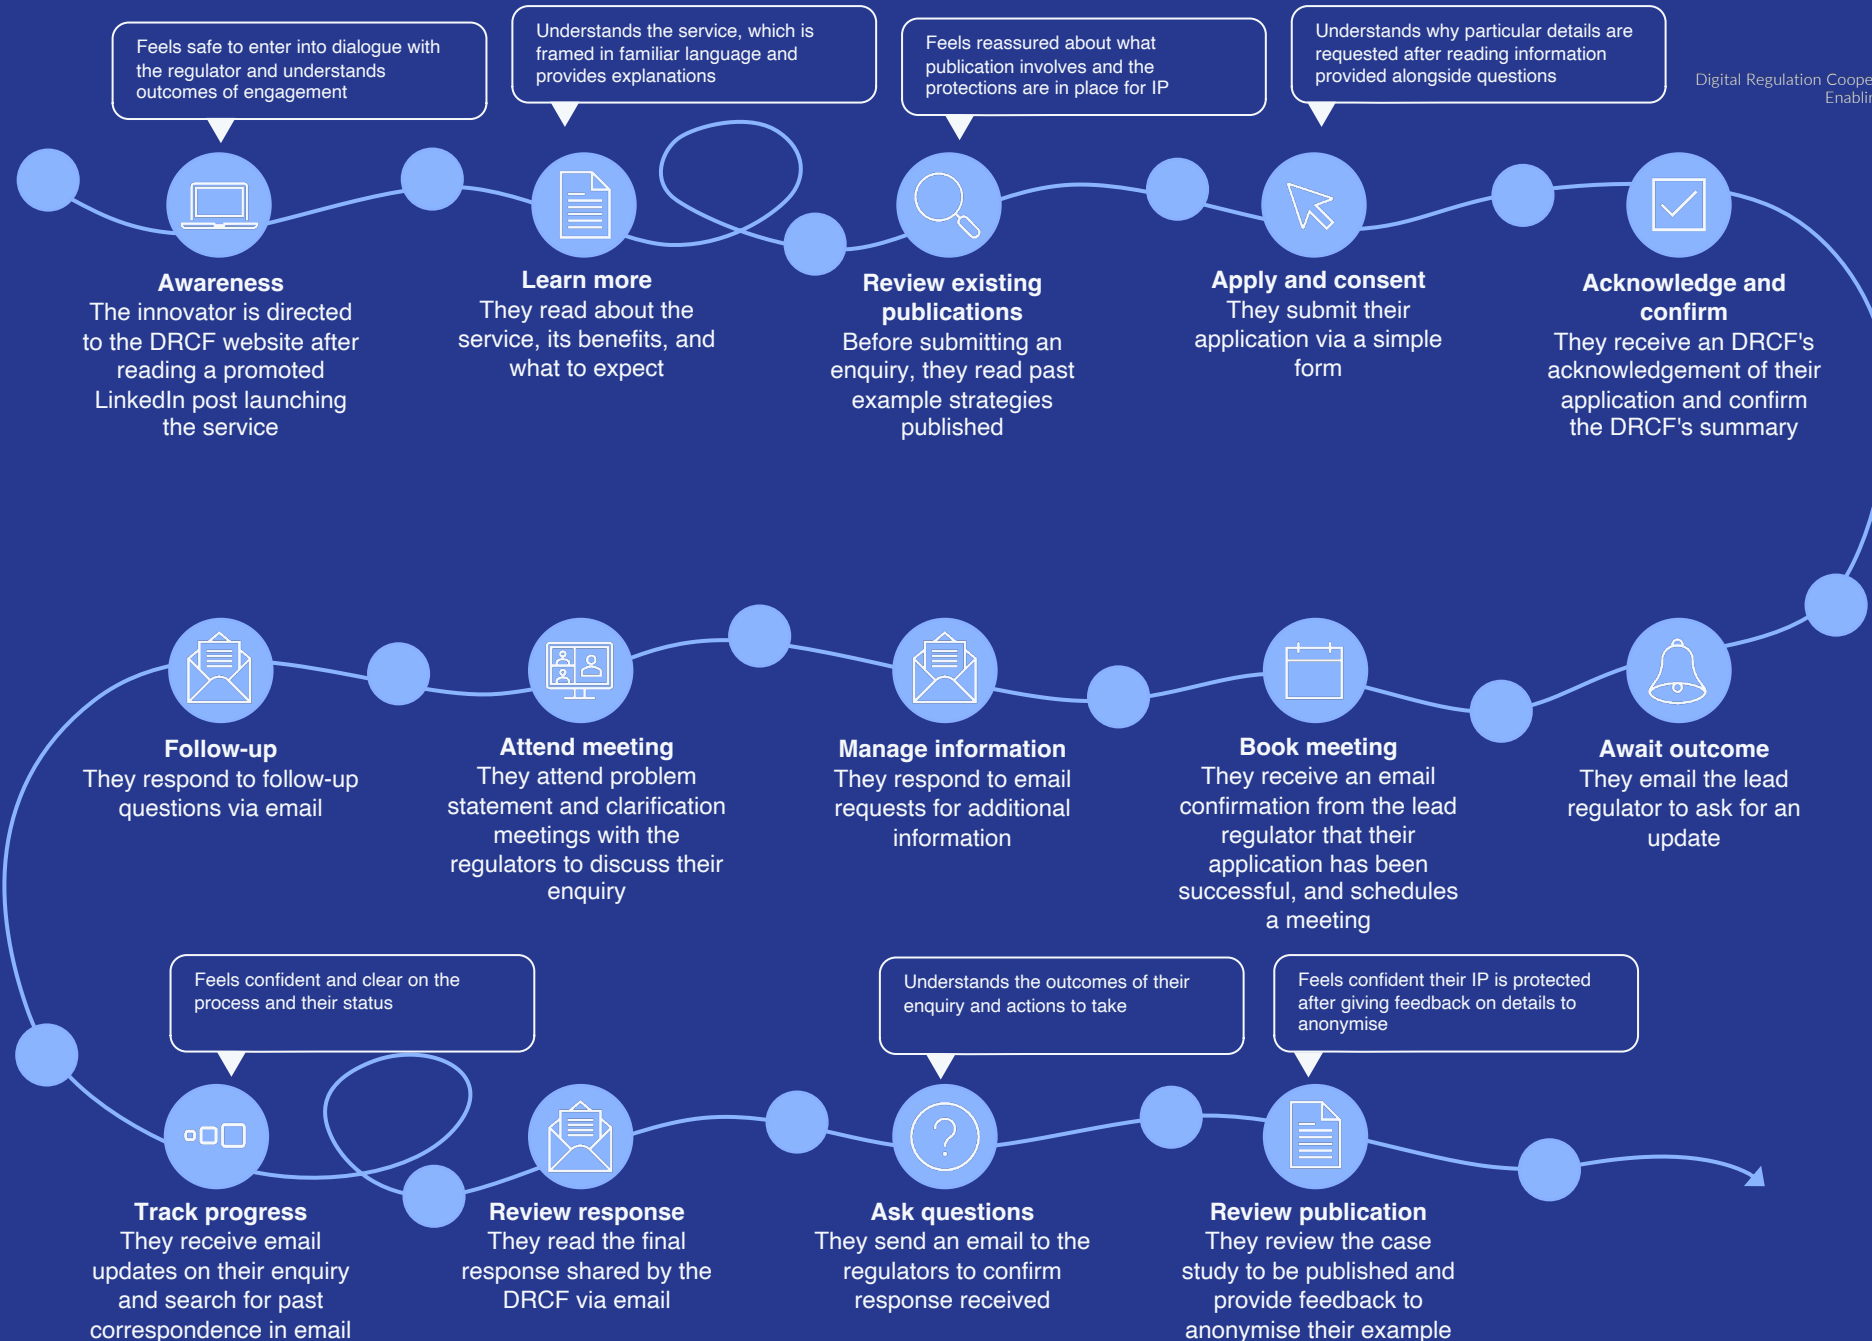 Feels safe to enter into dialogue with
the regulator and understands
outcomes of engagement
Understands the service, which is
framed in familiar language and
provides explanations
Feels reassured about what
publication involves and the
protections are in place for IP
Understands why particular details are
requested after reading information
provided alongside questions
Digital Regulation Coope
Enablin
Awareness
The innovator is directed
to the DRCF website after
reading a promoted
LinkedIn post launching
the service
Learn more
They read about the
service, its benefits, and
what to expect
Review existing
publications
Before submitting an
enquiry, they read past
example strategies
published
Apply and consent
They submit their
application via a simple
form
Acknowledge and
confirm
They receive an DRCF's
acknowledgement of their
application and confirm
the DRCF's summary
Follow-up
They respond to follow-up
questions via email
Attend meeting
They attend problem
statement and clarification
meetings with the
regulators to discuss their
enquiry
Manage information
They respond to email
requests for additional
information
Book meeting
They receive an email
confirmation from the lead
regulator that their
application has been
successful, and schedules
a meeting
Await outcome
They email the lead
regulator to ask for an
update
Feels confident and clear on the
process and their status
Understands the outcomes of their
enquiry and actions to take
Feels confident their IP is protected
after giving feedback on details to
anonymise
Track progress
They receive email
updates on their enquiry
and search for past
correspondence in email
Review response
They read the final
response shared by the
DRCF via email
Ask questions
They send an email to the
regulators to confirm
response received
Review publication
They review the case
study to be published and
provide feedback to
anonymise their example